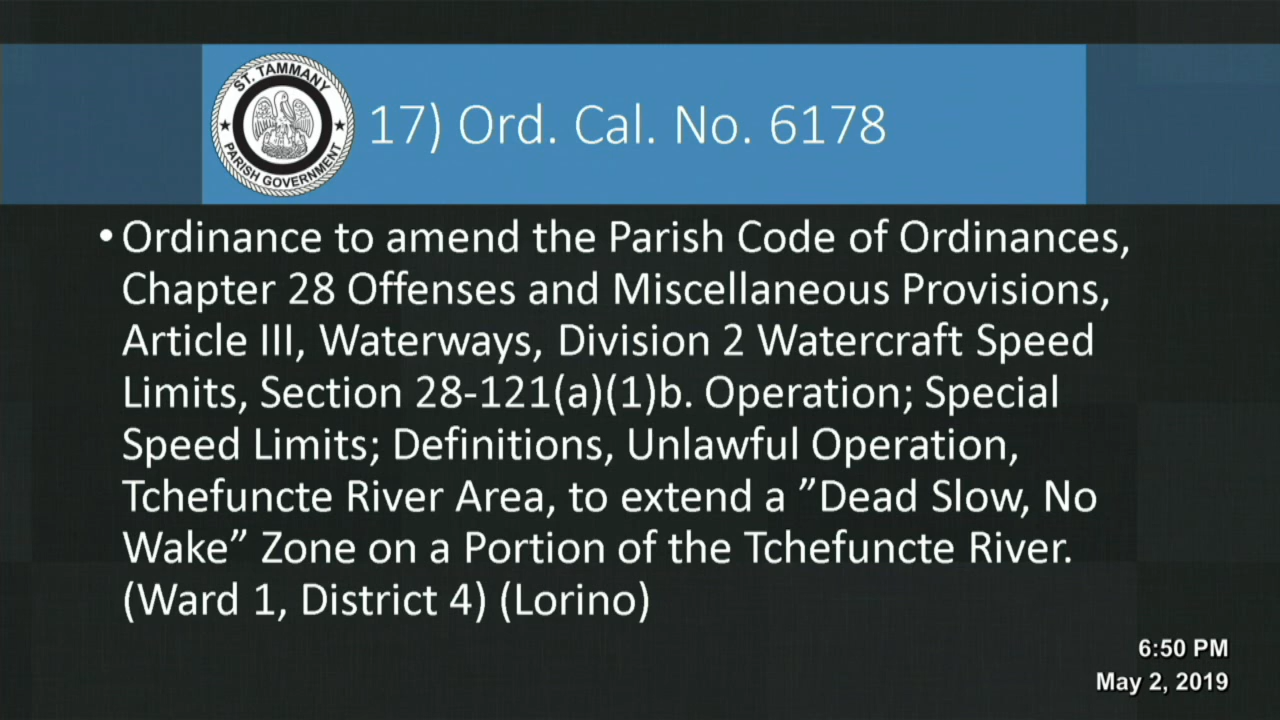 ST. TAMMANY
PARISH GOVERNMENT
17) Ord. Cal. No. 6178
• Ordinance to amend the Parish Code of Ordinances,
Chapter 28 Offenses and Miscellaneous Provisions,
Article III, Waterways, Division 2 Watercraft Speed
Limits, Section 28-121(a)(1)b. Operation; Special
Speed Limits; Definitions, Unlawful Operation,
Tchefuncte River Area, to extend a ”Dead Slow, No
Wake” Zone on a Portion of the Tchefuncte River.
(Ward 1, District 4) (Lorino)
6:50 PM
May 2, 2019